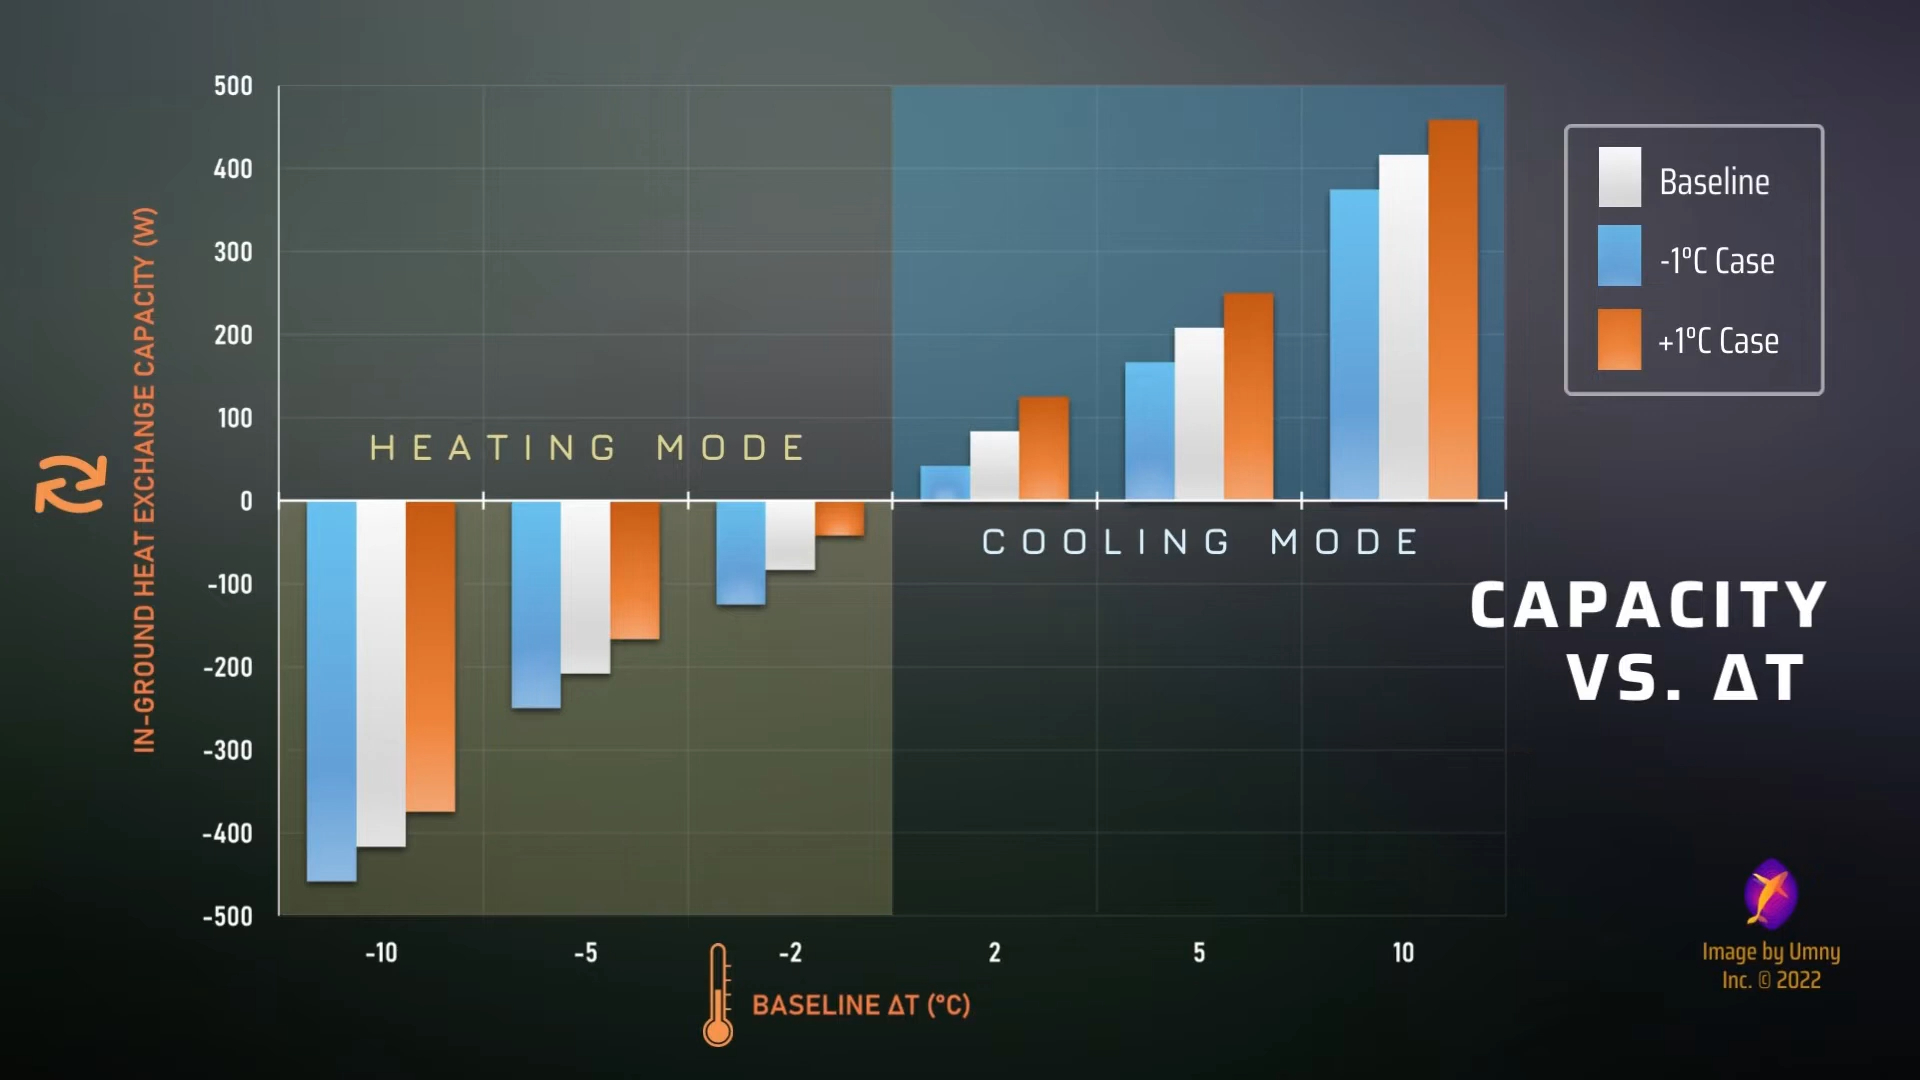 500
400
300
200
100
0
-100
-200
-300
-400
-500
IN-GROUND HEAT EXCHANGE CAPACITY (W)
HEATING MODE
COOLING MODE
-10
-5
-2
2
5
10
BASELINE ΔT (°C)
Baseline
-1°C Case
+1°C Case
CAPACITY
VS. ΔT
Image by Umny
Inc. © 2022